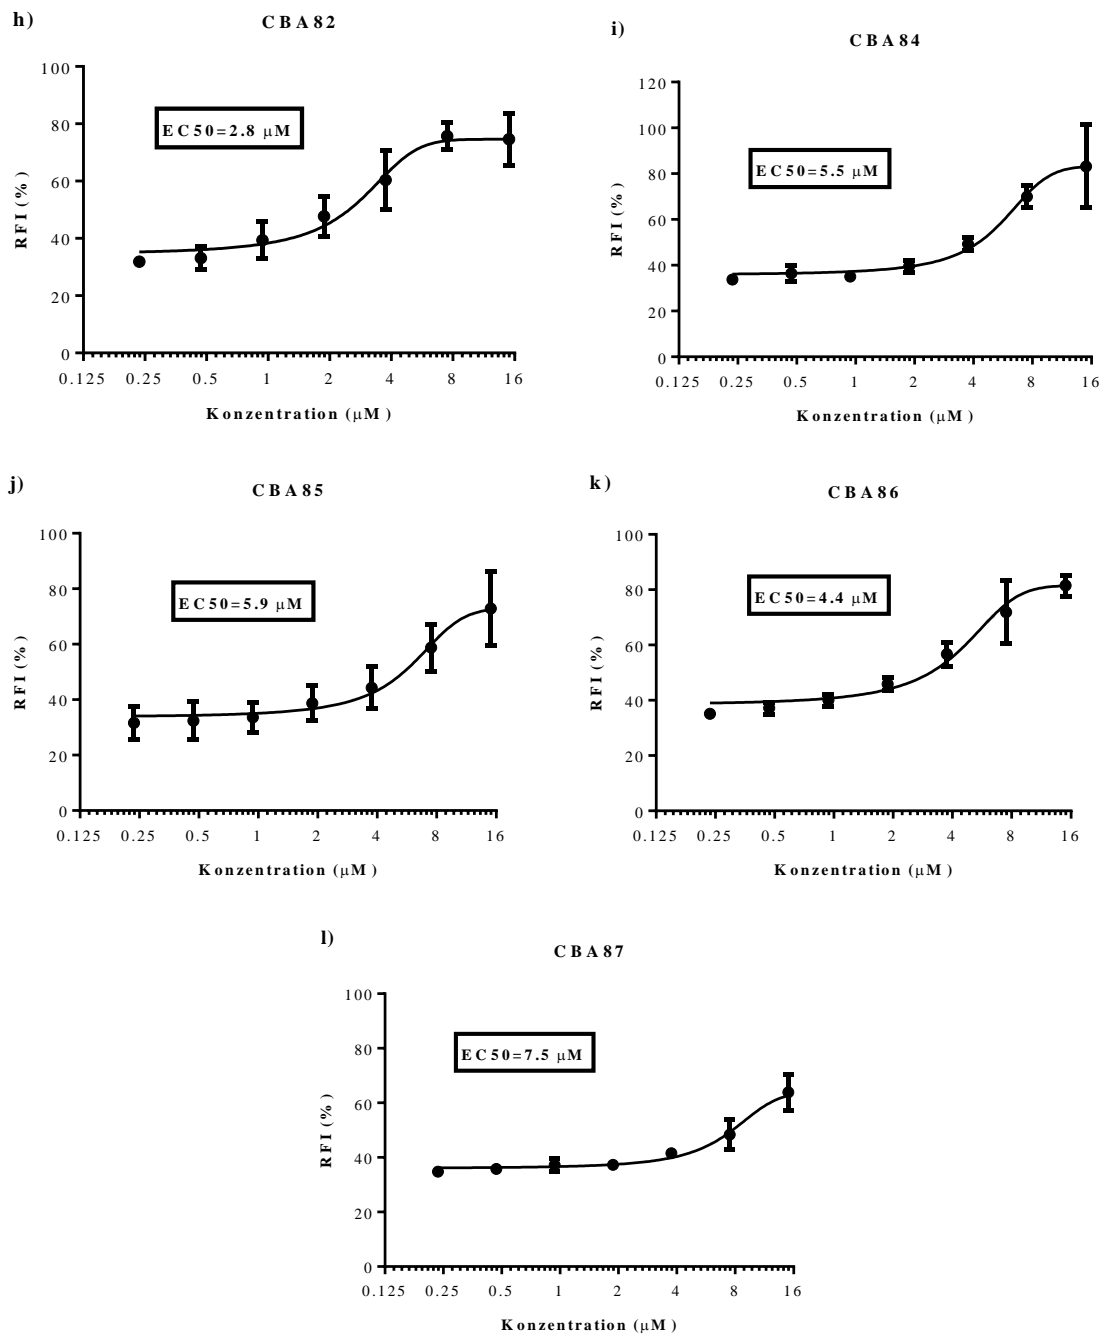 h)
CBA82
100
80
60
40
20
0
EC50=2.8 μM
RFI (%)
0.125 0.25 0.5 1 2 4 8 16
Konzentration (μM)
i)
CBA84
120
100
80
60
40
20
0
EC50=5.5 μM
RFI (%)
0.125 0.25 0.5 1 2 4 8 16
Konzentration (μM)
j)
CBA85
100
80
60
40
20
0
EC50=5.9 μM
RFI (%)
0.125 0.25 0.5 1 2 4 8 16
Konzentration (μM)
k)
CBA86
100
80
60
40
20
0
EC50=4.4 μM
RFI (%)
0.125 0.25 0.5 1 2 4 8 16
Konzentration (μM)
l)
CBA87
100
80
60
40
20
0
EC50=7.5 μM
RFI (%)
0.125 0.25 0.5 1 2 4 8 16
Konzentration (μM)